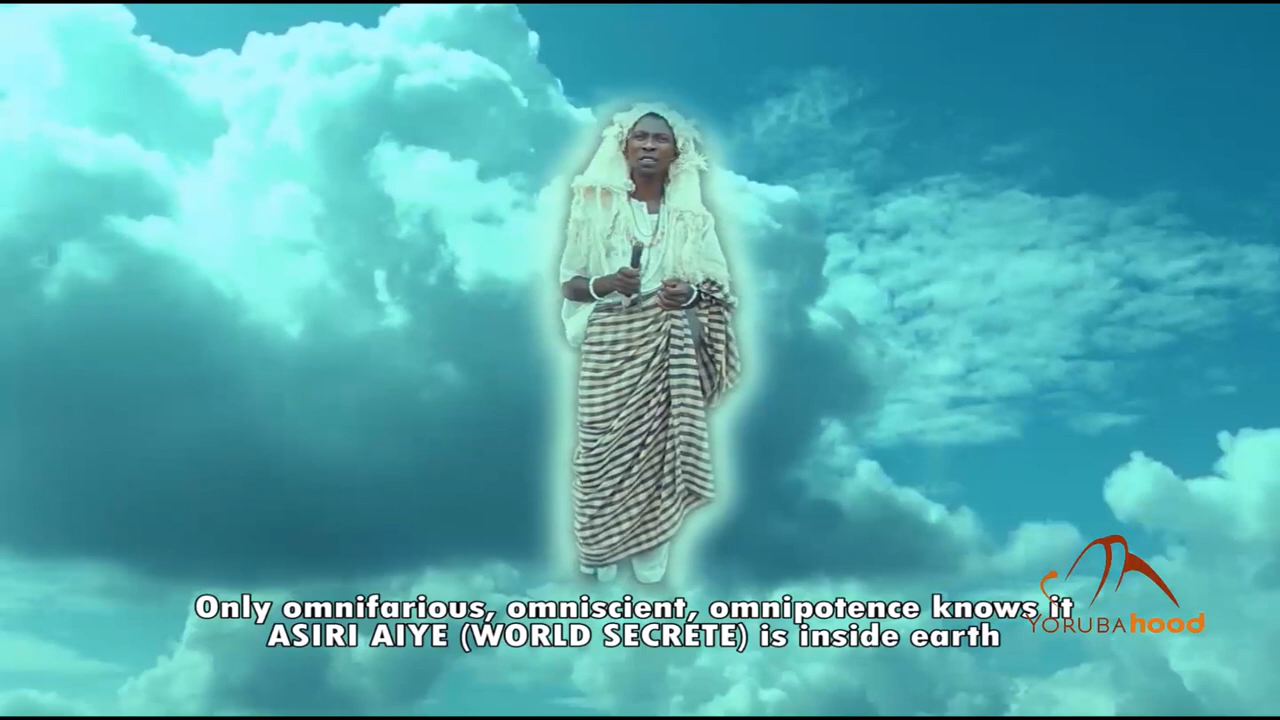 Only omnifarious, omniscient, omnipotence knows it
ASIRI AIYE (WORLD SECRETE) is inside earth
YORUBAhood